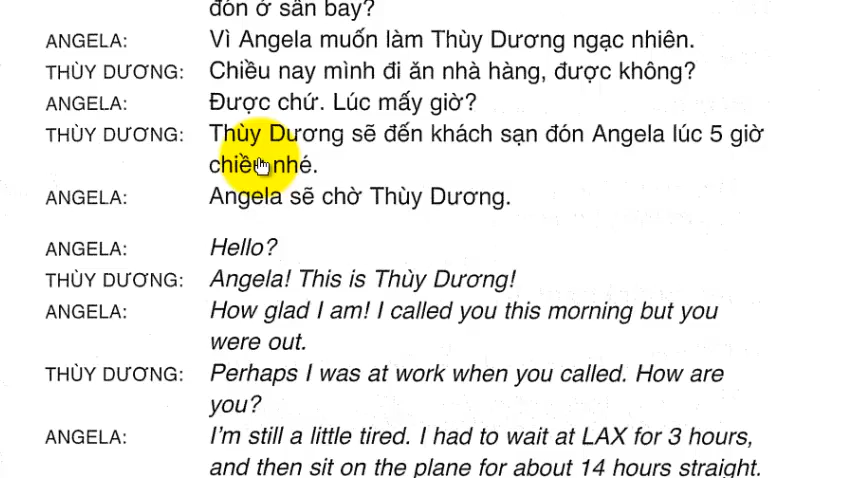 đón ở sân bay?
ANGELA: Vì Angela muốn làm Thùy Dương ngạc nhiên.
THÙY DƯƠNG: Chiều nay mình đi ăn nhà hàng, được không?
ANGELA: Được chứ. Lúc mấy giờ?
THÙY DƯƠNG: Thùy Dương sẽ đến khách sạn đón Angela lúc 5 giờ
chiều nhé.
ANGELA: Angela sẽ chờ Thùy Dương.
ANGELA: Hello?
THÙY DƯƠNG: Angela! This is Thùy Dương!
ANGELA: How glad I am! I called you this morning but you
were out.
THÙY DƯƠNG: Perhaps I was at work when you called. How are
you?
ANGELA: I'm still a little tired. I had to wait at LAX for 3 hours,
and then sit on the plane for about 14 hours straight.